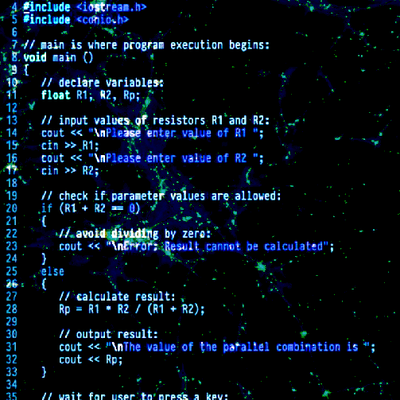 4 #include <iostream.h>
5 #include <conio.h>
6
7 // main is where program execution begins:
8 void main ()
9 {
10 // declare variables:
11 float R1, R2, Rp;
12
13 // input values of resistors R1 and R2:
14 cout << "\nPlease enter value of R1 ";
15 cin >> R1;
16 cout << "\nPlease enter value of R2 ";
17 cin >> R2;
18
19 // check if parameter values are allowed:
20 if (R1 + R2 == 0)
21 {
22 // avoid dividing by zero:
23 cout << "\nError: Result cannot be calculated";
24 }
25 else
26 {
27 // calculate result:
28 Rp = R1 * R2 / (R1 + R2);
29
30 // output result:
31 cout << "\nThe value of the parallel combination is ";
32 cout << Rp;
33 }
34
35 // wait for user to press a key: